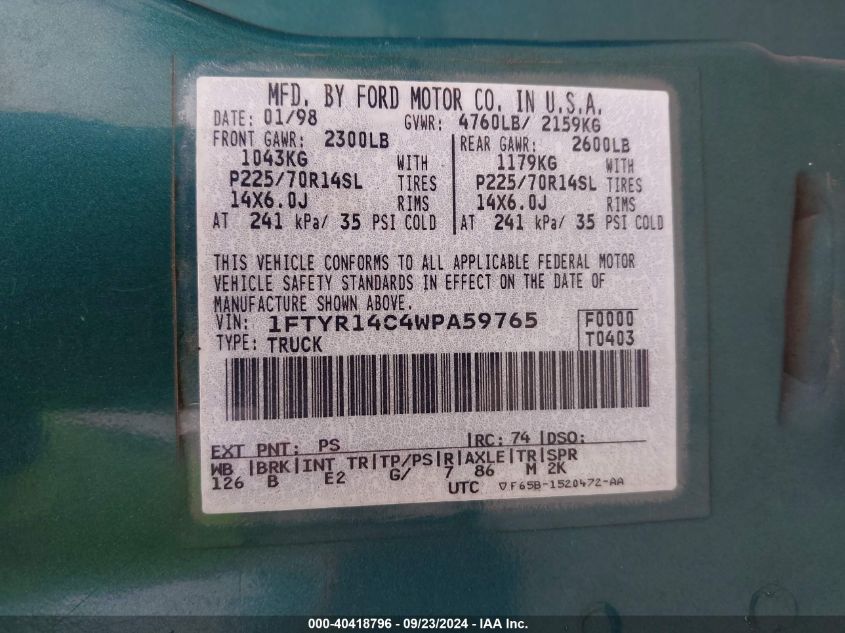 MFD. BY FORD MOTOR CO. IN U.S.A.
DATE: 01/98 GVWR: 4760LB/ 2159KG
FRONT GAWR: 2300LB REAR GAWR: 2600LB
1043KG WITH 1179KG WITH
P225/70R14SL TIRES P225/70R14SL TIRES
14X6.0J RIMS 14X6.0J RIMS
AT 241 kPa/ 35 PSI COLD AT 241 kPa/ 35 PSI COLD
THIS VEHICLE CONFORMS TO ALL APPLICABLE FEDERAL MOTOR
VEHICLE SAFETY STANDARDS IN EFFECT ON THE DATE OF
MANUFACTURE SHOWN ABOVE.
VIN: 1FTYR14C4WPA59765 F0000
TYPE: TRUCK T0403
EXT PNT: PS RC: 74 DSO:
WB BRK INT TR TP/PS R AXLE TR SPR
126 B E2 G/ 7 86 M 2K
UTC ▽F65B-1520472-AA
000-40418796 - 09/23/2024 - IAA Inc.